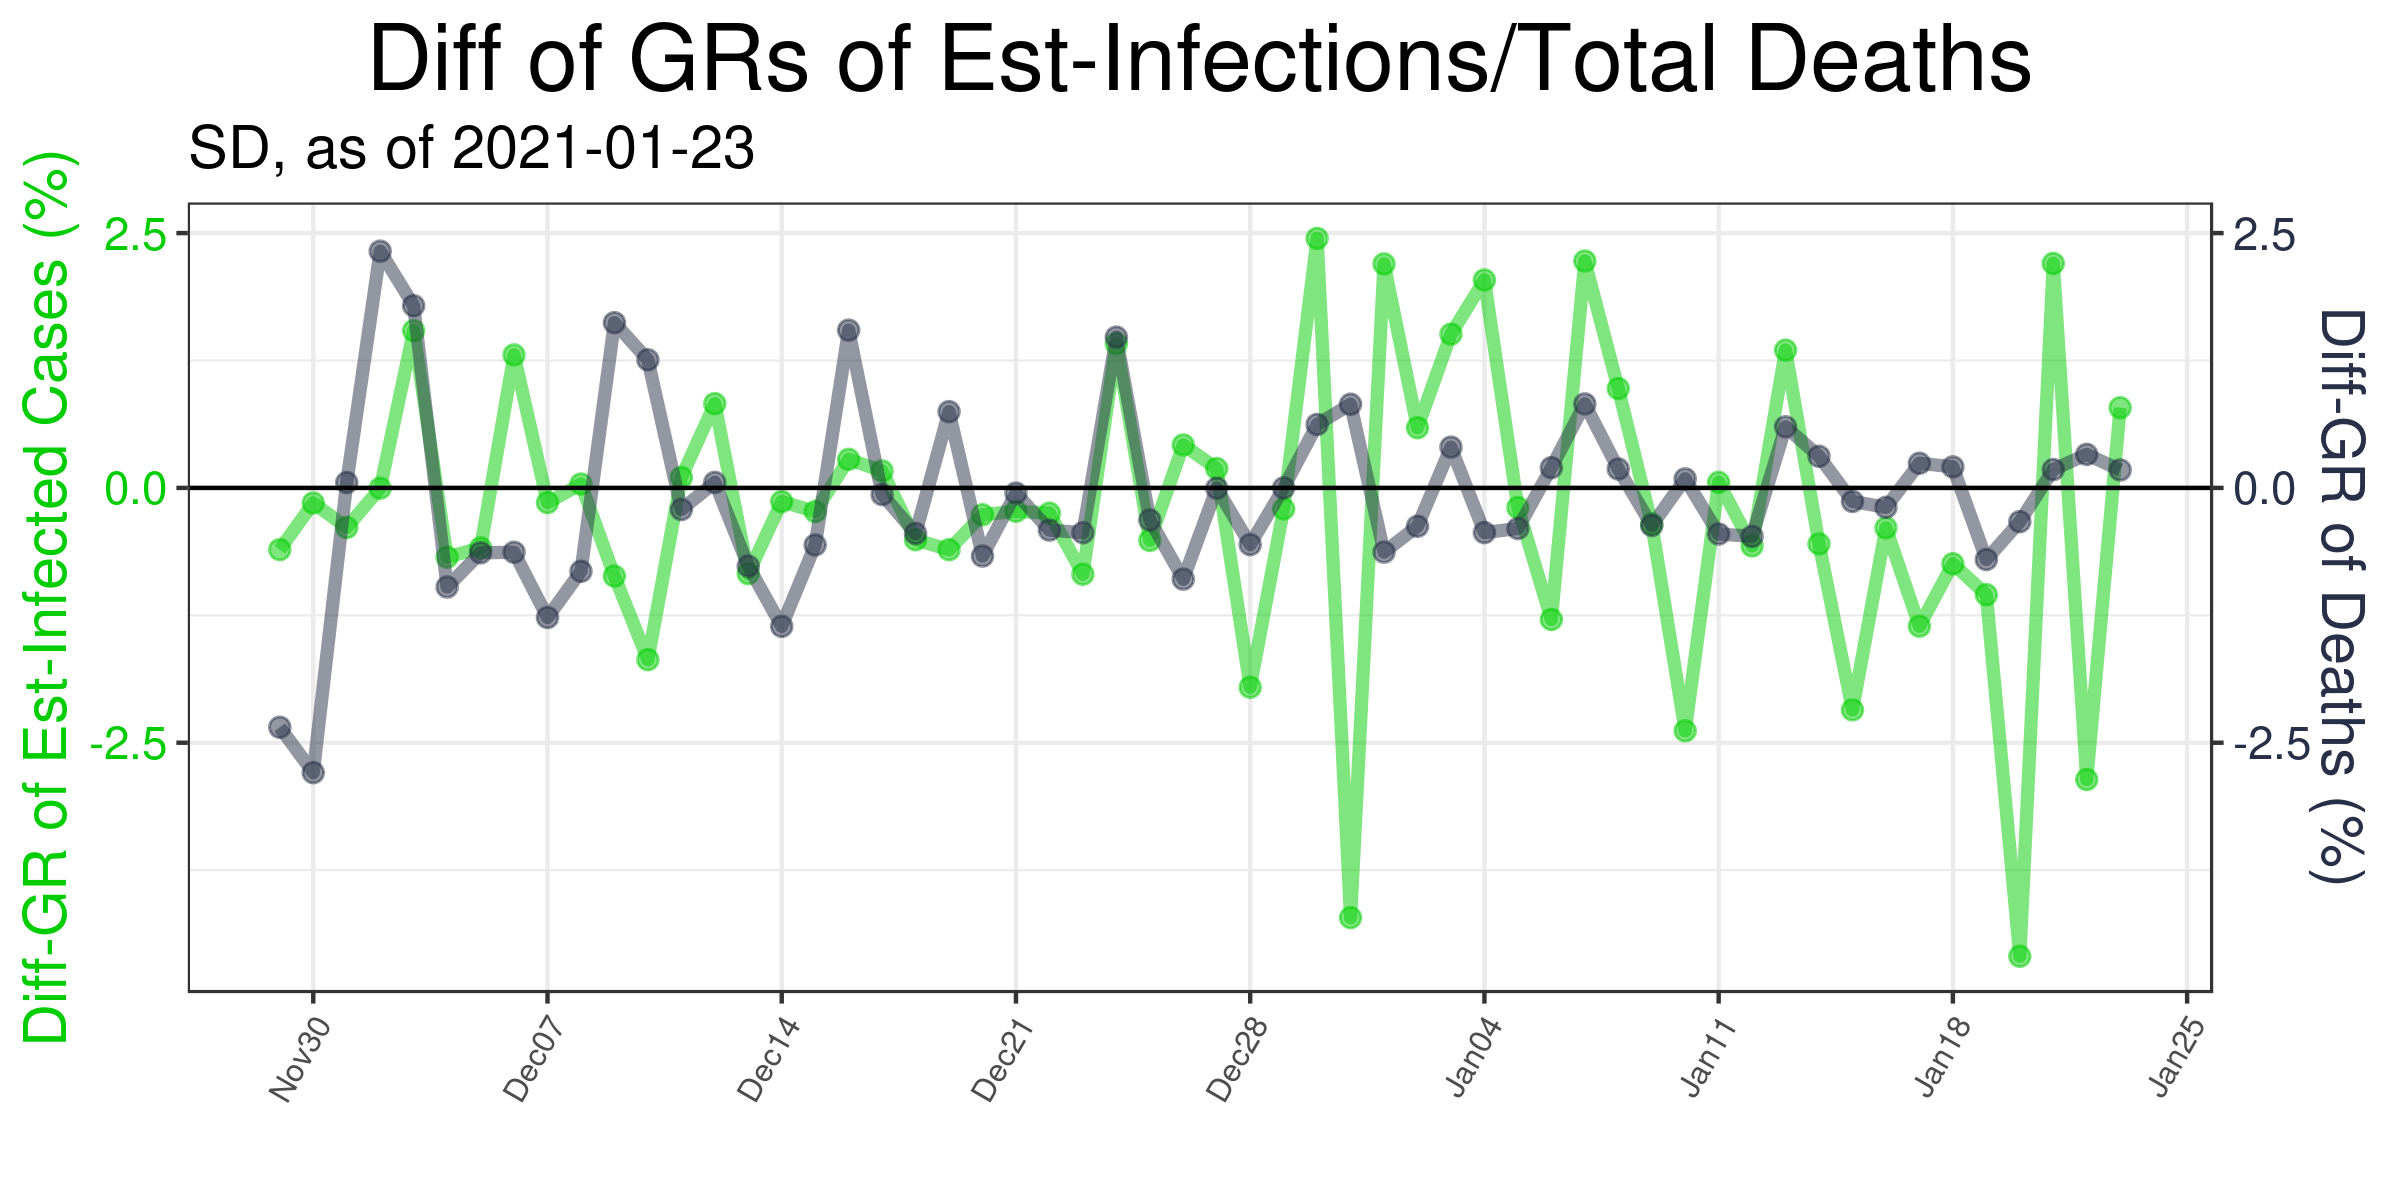 Diff of GRs of Est-Infections/Total Deaths
SD, as of 2021-01-23
Diff-GR of Est-Infected Cases (%)
2.5
0.0
-2.5
2.5
0.0
-2.5
Diff-GR of Deaths (%)
Nov30
Dec07
Dec14
Dec21
Dec28
Jan04
Jan11
Jan18
Jan25